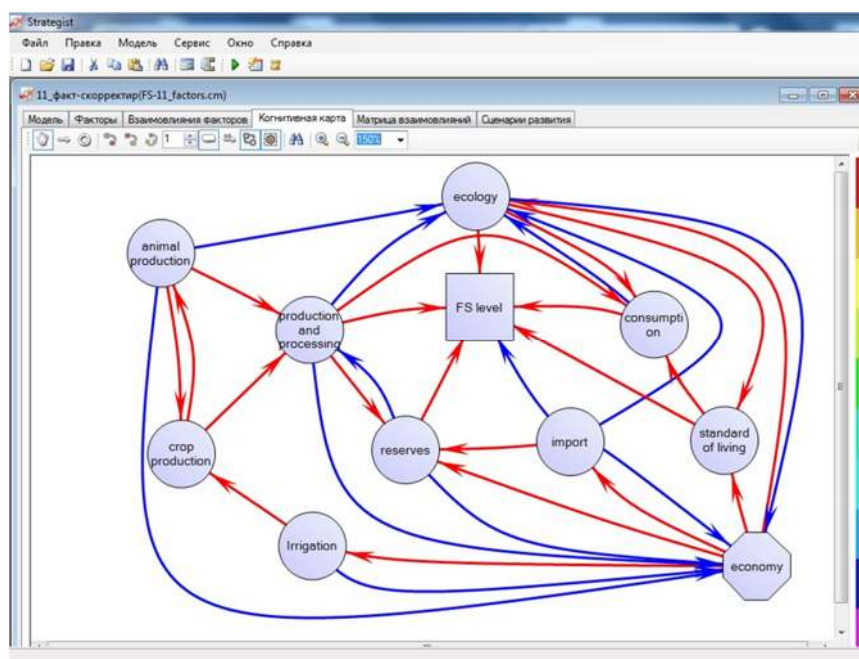 Strategist
Файл Правка Модель Сервис Окно Справка
11_факт-скорректир(FS-11_factors.cm)
Модель Факторы Взаимовлияния факторов Когнитивная карта Матрица взаимовлияний Сценарии развития
1 150%
ecology
animal
production
production
and
processing
FS level
consumpti
on
crop
production
reserves
import
standard
of living
Irrigation
economy